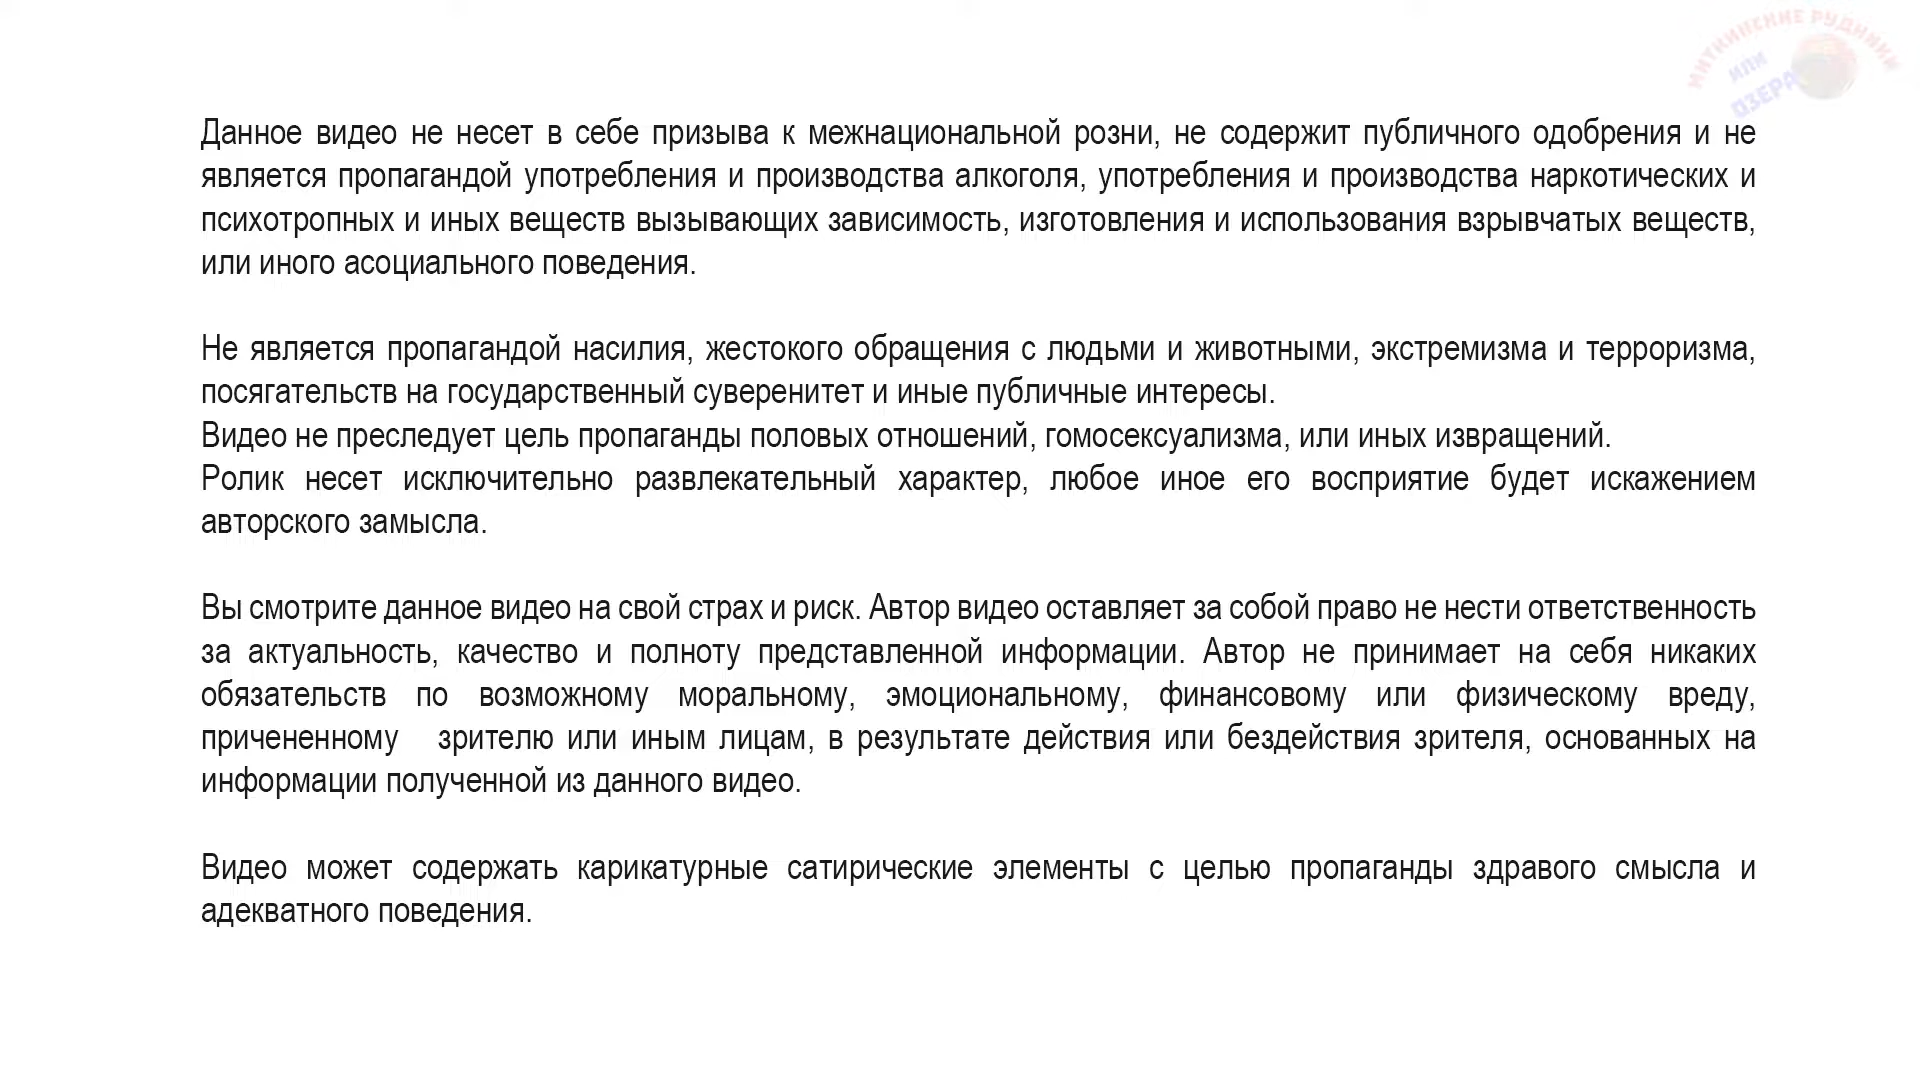 МИТКИНСКИЕ РУДНИКИ
ИЛИ
ОЗЕРА
Данное видео не несет в себе призыва к межнациональной розни, не содержит публичного одобрения и не
является пропагандой употребления и производства алкоголя, употребления и производства наркотических и
психотропных и иных веществ вызывающих зависимость, изготовления и использования взрывчатых веществ,
или иного асоциального поведения.
Не является пропагандой насилия, жестокого обращения с людьми и животными, экстремизма и терроризма,
посягательств на государственный суверенитет и иные публичные интересы.
Видео не преследует цель пропаганды половых отношений, гомосексуализма, или иных извращений.
Ролик несет исключительно развлекательный характер, любое иное его восприятие будет искажением
авторского замысла.
Вы смотрите данное видео на свой страх и риск. Автор видео оставляет за собой право не нести ответственность
за актуальность, качество и полноту представленной информации. Автор не принимает на себя никаких
обязательств по возможному моральному, эмоциональному, финансовому или физическому вреду,
причененному зрителю или иным лицам, в результате действия или бездействия зрителя, основанных на
информации полученной из данного видео.
Видео может содержать карикатурные сатирические элементы с целью пропаганды здравого смысла и
адекватного поведения.